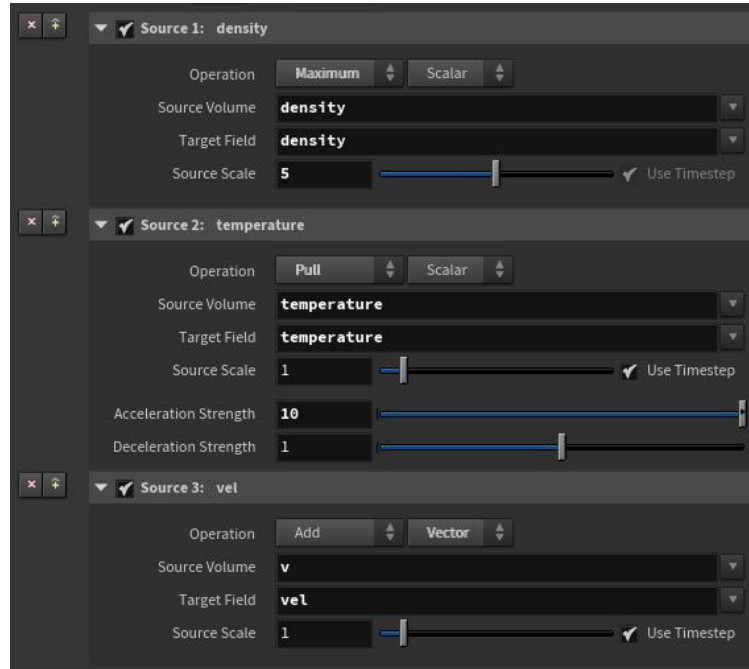 Source 1: density
Operation Maximum Scalar
Source Volume density
Target Field density
Source Scale 5 Use Timestep
Source 2: temperature
Operation Pull Scalar
Source Volume temperature
Target Field temperature
Source Scale 1 Use Timestep
Acceleration Strength 10
Deceleration Strength 1
Source 3: vel
Operation Add Vector
Source Volume v
Target Field vel
Source Scale 1 Use Timestep